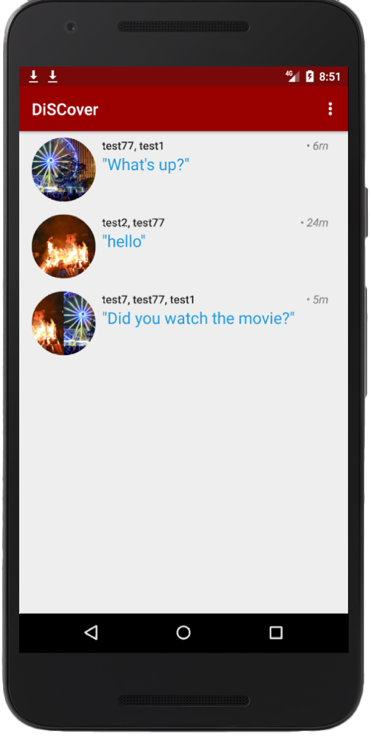 4G 8:51
DiSCover
test77, test1 • 6m
"What's up?"
test2, test77 • 24m
"hello"
test7, test77, test1 • 5m
"Did you watch the movie?"